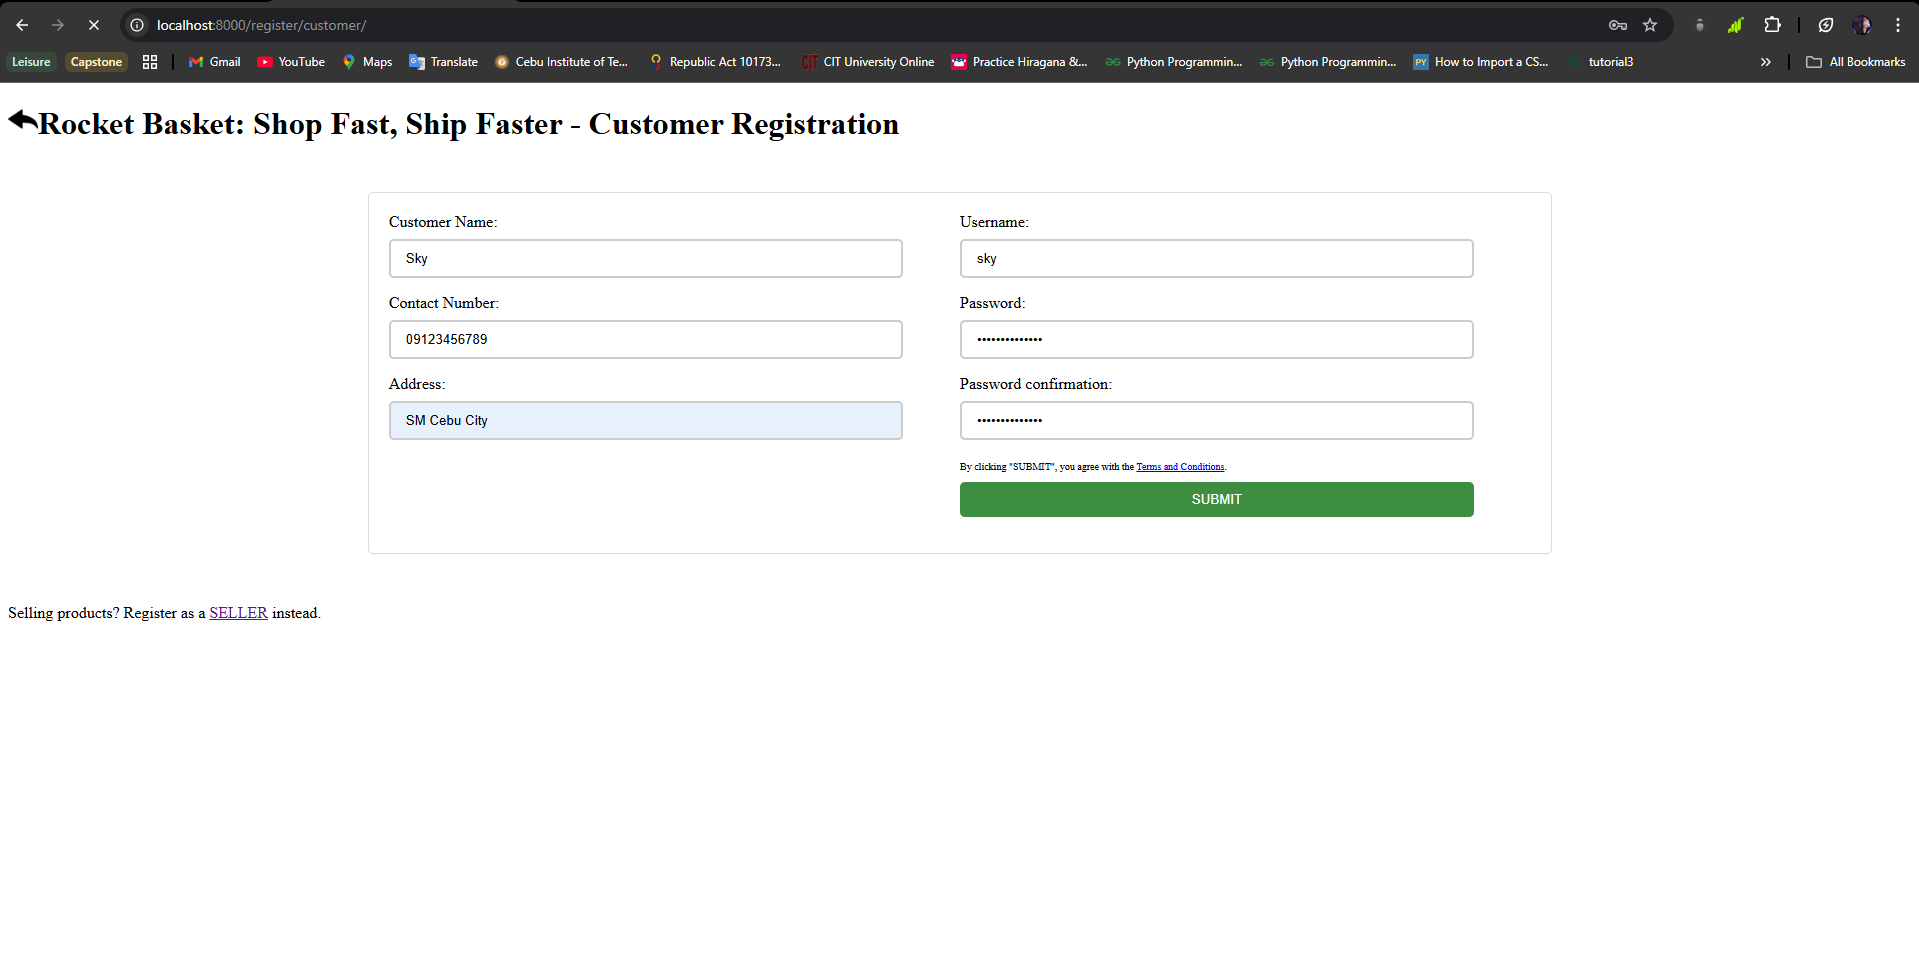 localhost:8000/register/customer/
Leisure Capstone Gmail YouTube Maps Translate Cebu Institute of Te... Republic Act 10173... CIT University Online Practice Hiragana &... Python Programmin... Python Programmin... PY How to Import a CS... tutorial3 All Bookmarks
Rocket Basket: Shop Fast, Ship Faster - Customer Registration
Customer Name:
Sky
Contact Number:
09123456789
Address:
SM Cebu City
Username:
sky
Password:
••••••••••••••
Password confirmation:
••••••••••••••
By clicking "SUBMIT", you agree with the Terms and Conditions.
SUBMIT
Selling products? Register as a SELLER instead.